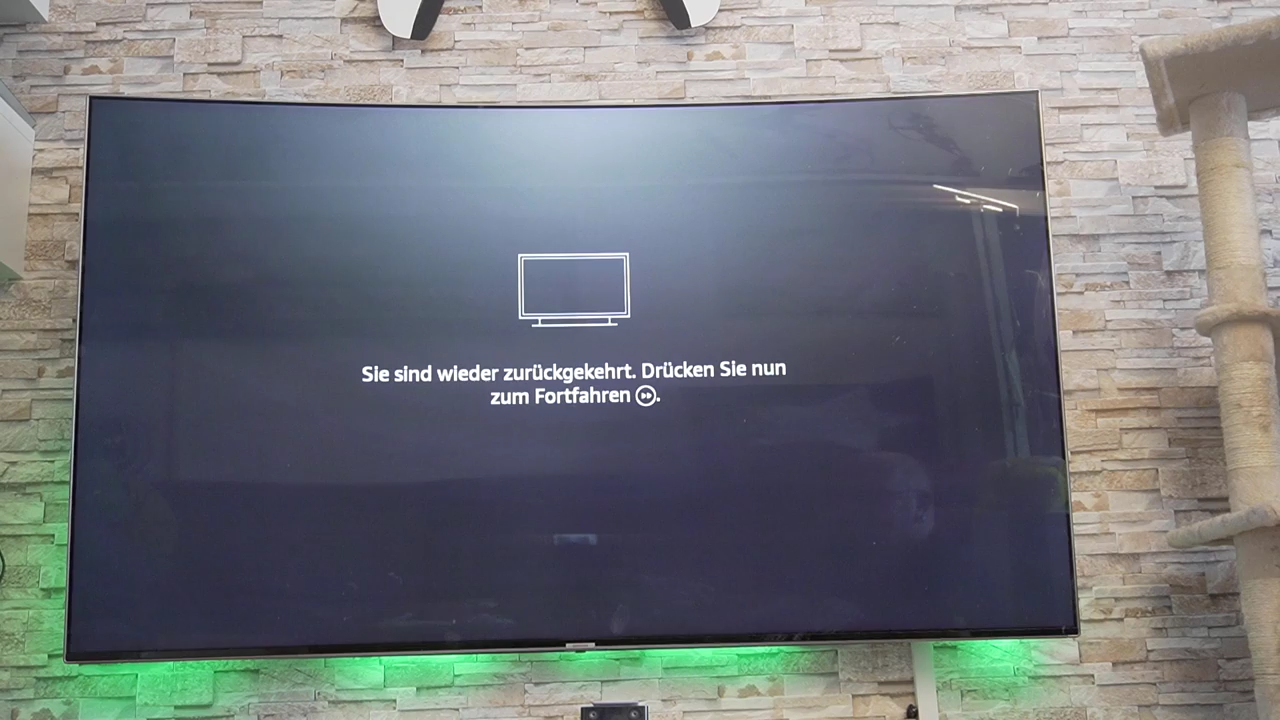 Sie sind wieder zurückgekehrt. Drücken Sie nun
zum Fortfahren ⏩.